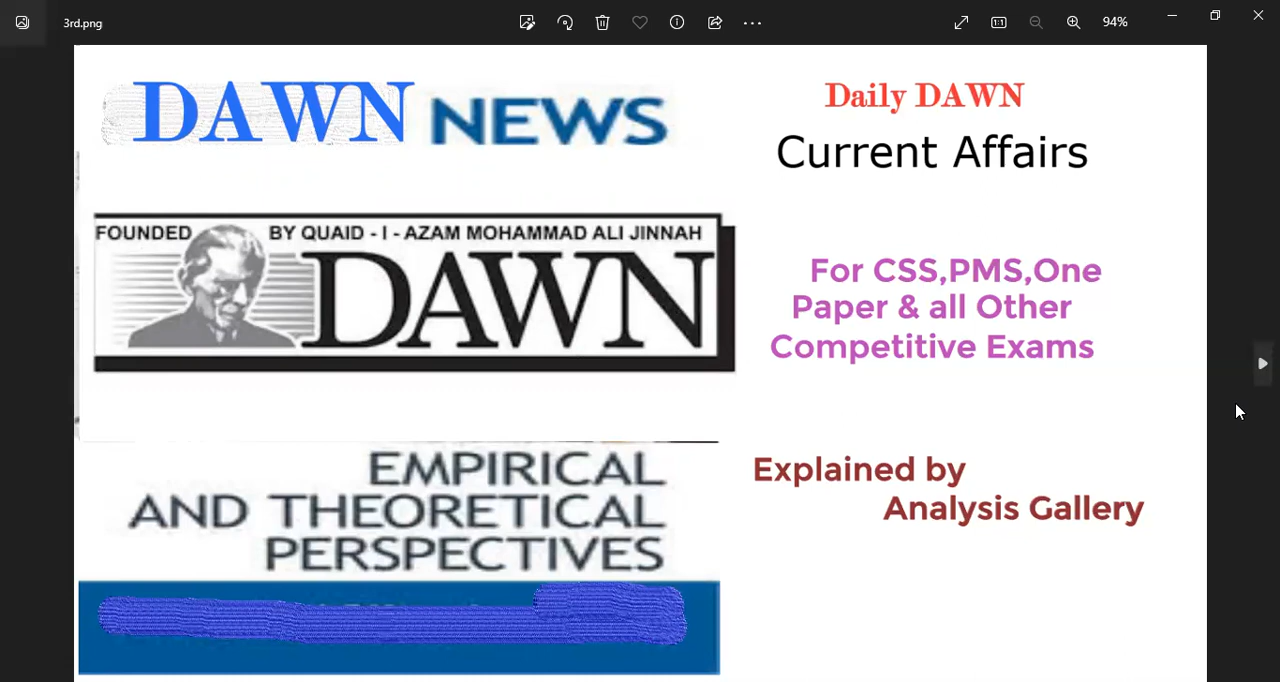 3rd.png
94%
DAWN NEWS
Daily DAWN
Current Affairs
FOUNDED BY QUAID - I - AZAM MOHAMMAD ALI JINNAH
DAWN
For CSS,PMS,One
Paper & all Other
Competitive Exams
EMPIRICAL
AND THEORETICAL
PERSPECTIVES
Explained by
Analysis Gallery